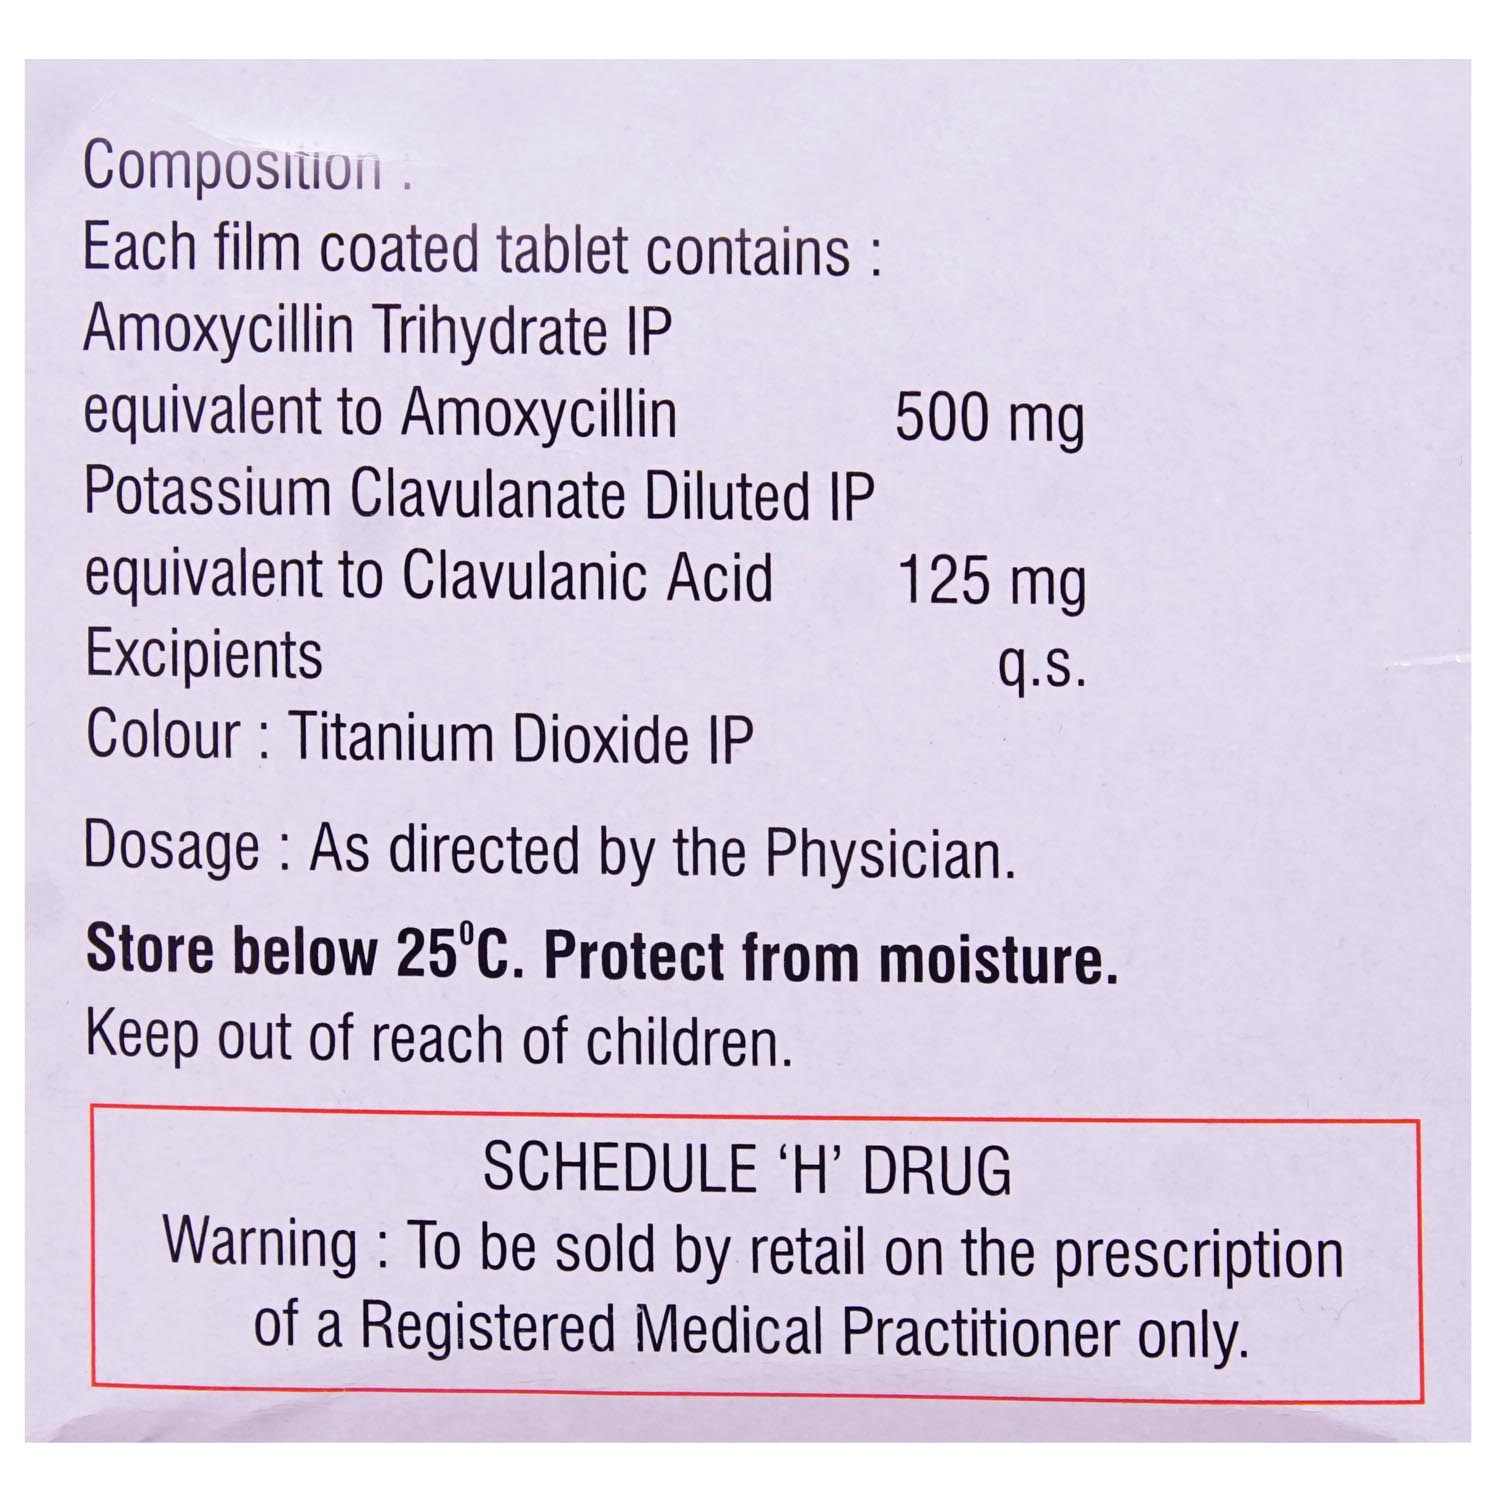 Composition :
Each film coated tablet contains :
Amoxycillin Trihydrate IP
equivalent to Amoxycillin 500 mg
Potassium Clavulanate Diluted IP
equivalent to Clavulanic Acid 125 mg
Excipients q.s.
Colour : Titanium Dioxide IP
Dosage : As directed by the Physician.
Store below 25⁰C. Protect from moisture.
Keep out of reach of children.
SCHEDULE ‘H’ DRUG
Warning : To be sold by retail on the prescription
of a Registered Medical Practitioner only.